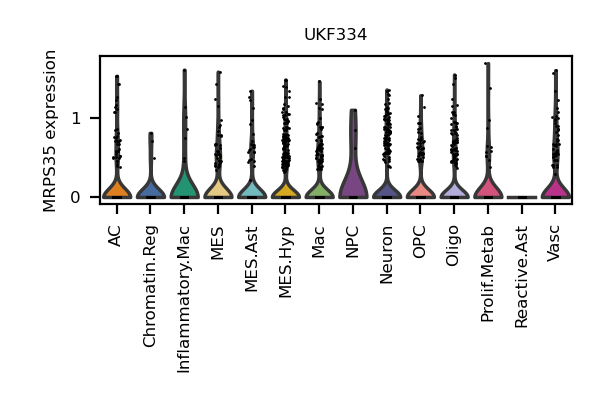 UKF334
MRPS35 expression
1
0
AC
Chromatin.Reg
Inflammatory.Mac
MES
MES.Ast
MES.Hyp
Mac
NPC
Neuron
OPC
Oligo
Prolif.Metab
Reactive.Ast
Vasc